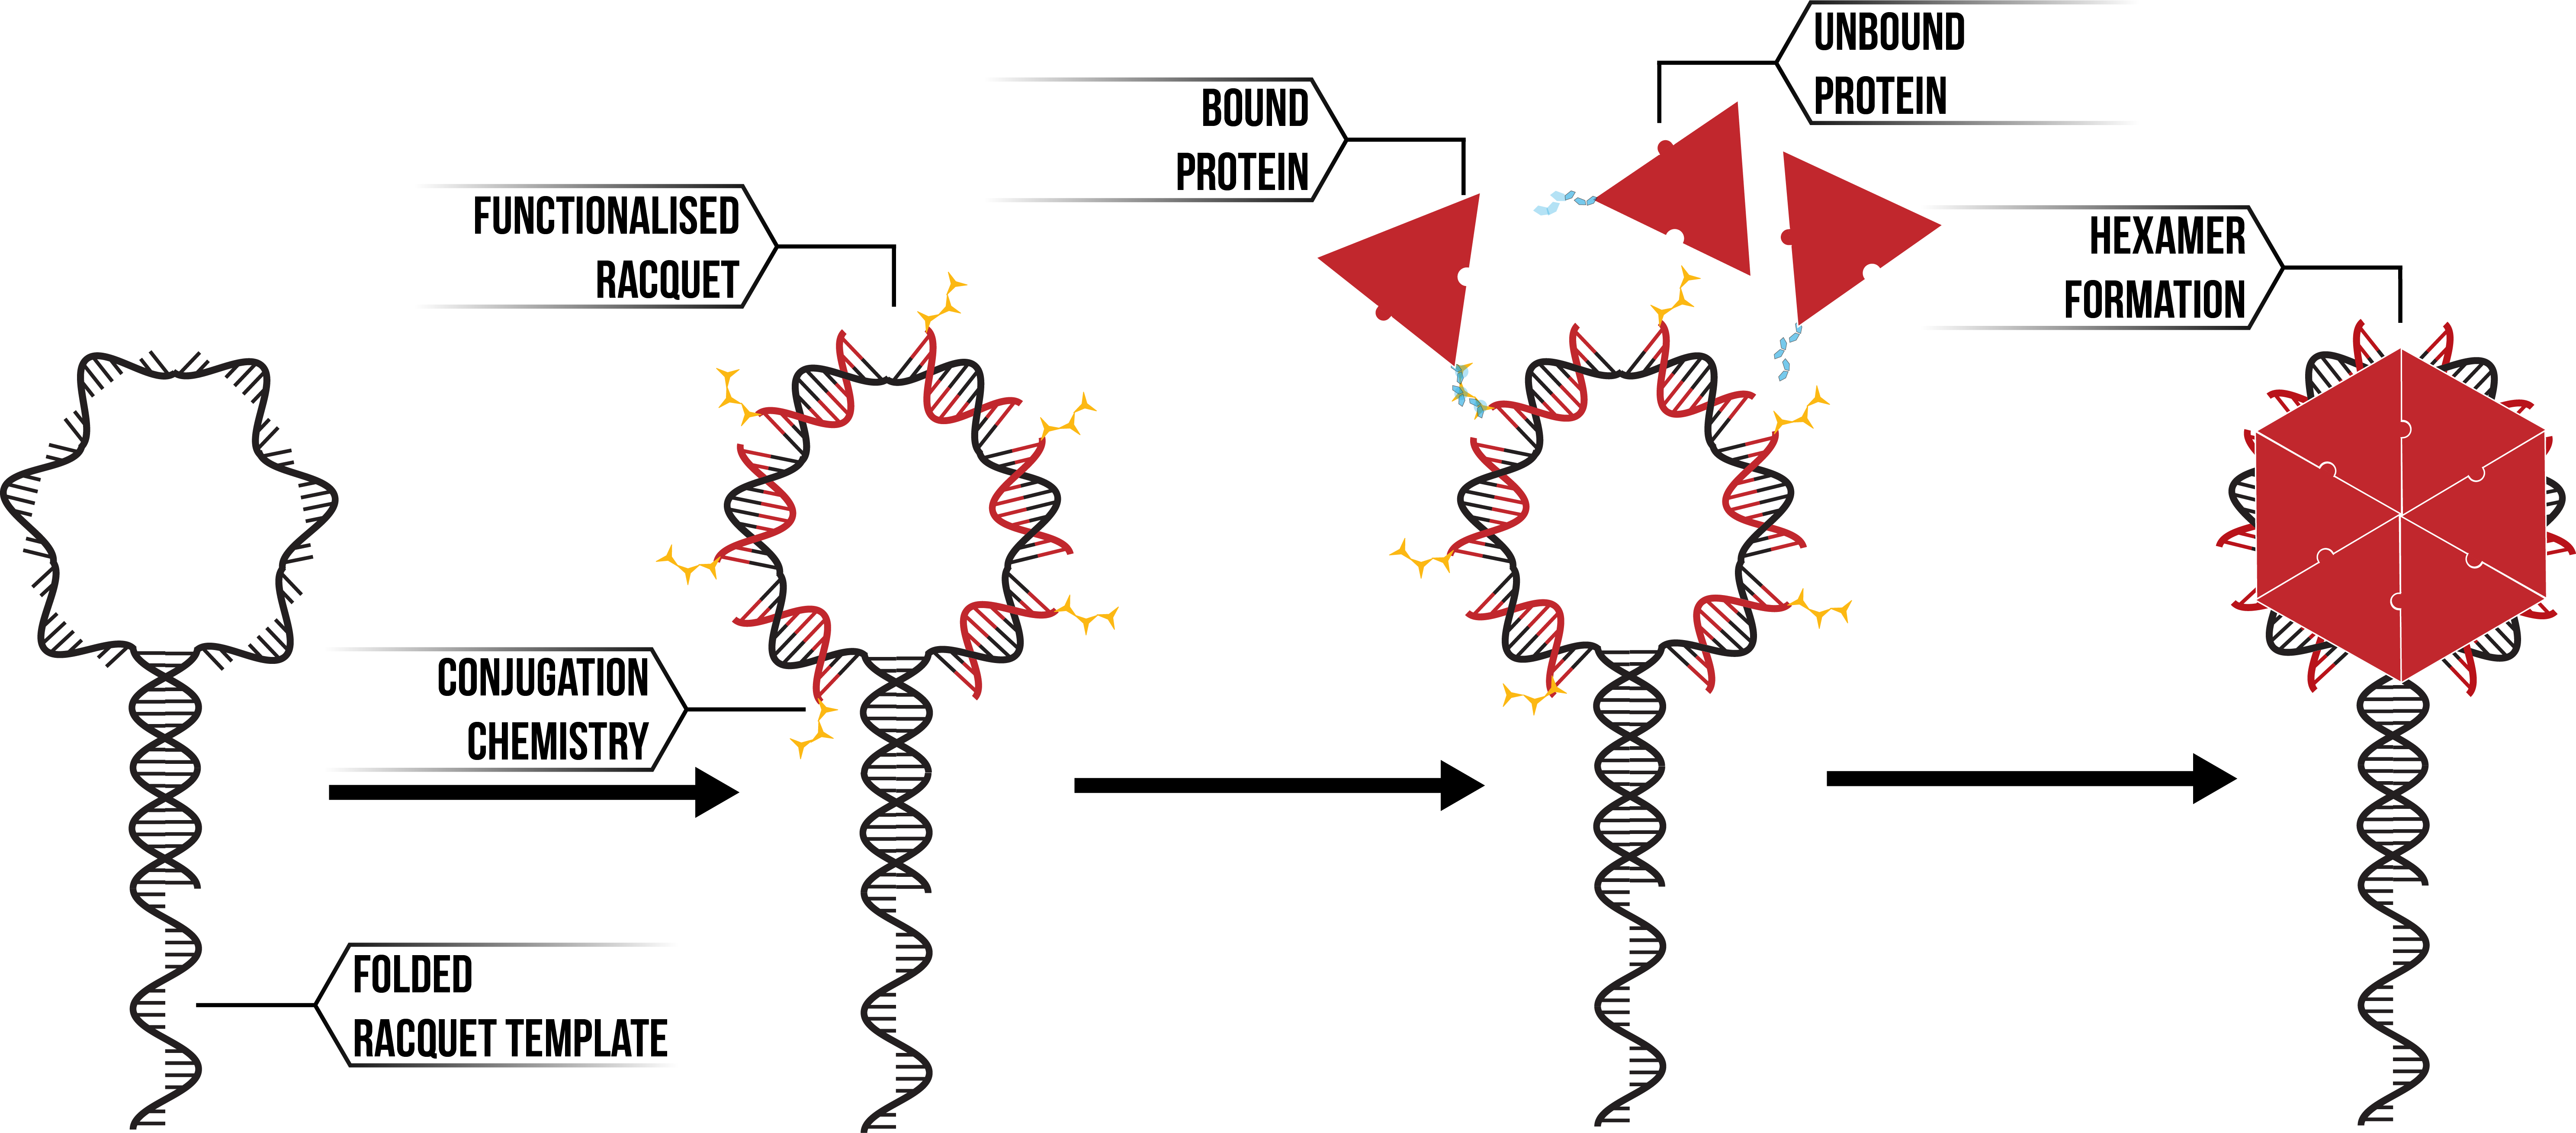 UNBOUND
PROTEIN
BOUND
PROTEIN
FUNCTIONALISED
RACQUET
HEXAMER
FORMATION
CONJUGATION
CHEMISTRY
FOLDED
RACQUET TEMPLATE